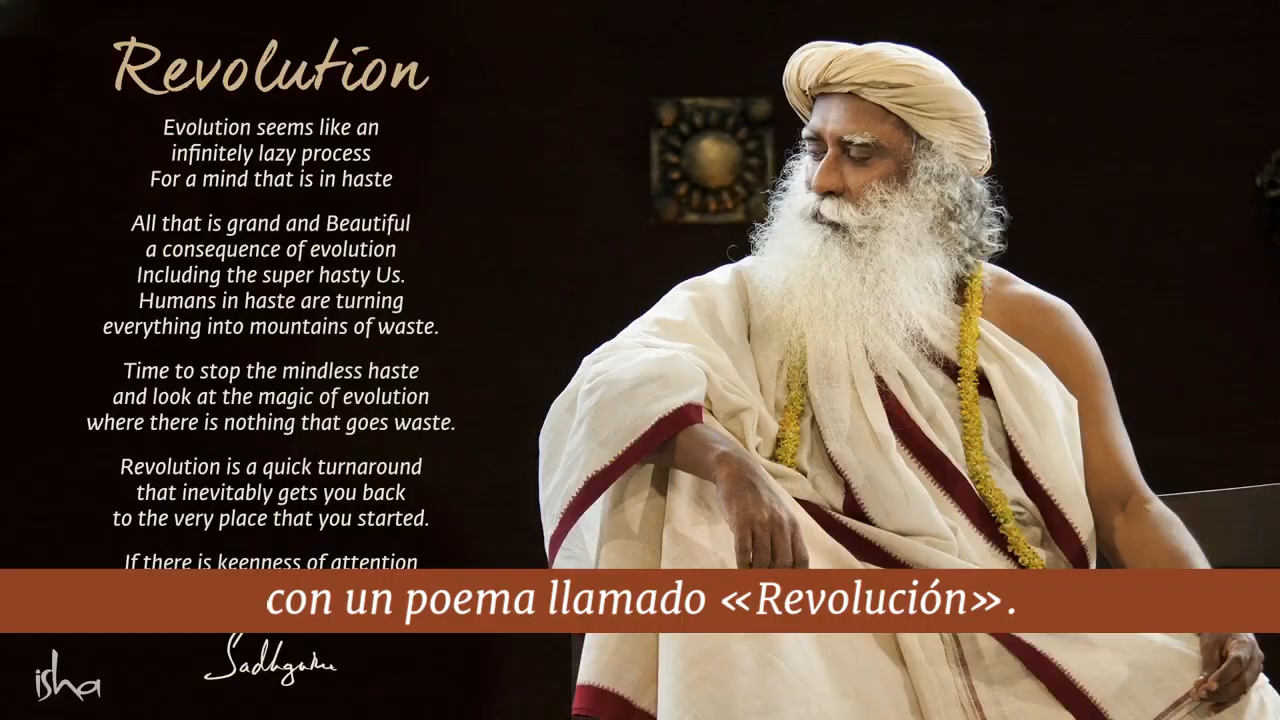 Revolution
Evolution seems like an
infinitely lazy process
For a mind that is in haste
All that is grand and Beautiful
a consequence of evolution
Including the super hasty Us.
Humans in haste are turning
everything into mountains of waste.
Time to stop the mindless haste
and look at the magic of evolution
where there is nothing that goes waste.
Revolution is a quick turnaround
that inevitably gets you back
to the very place that you started.
If there is keenness of attention
con un poema llamado «Revolución».
Sadhguru
isha